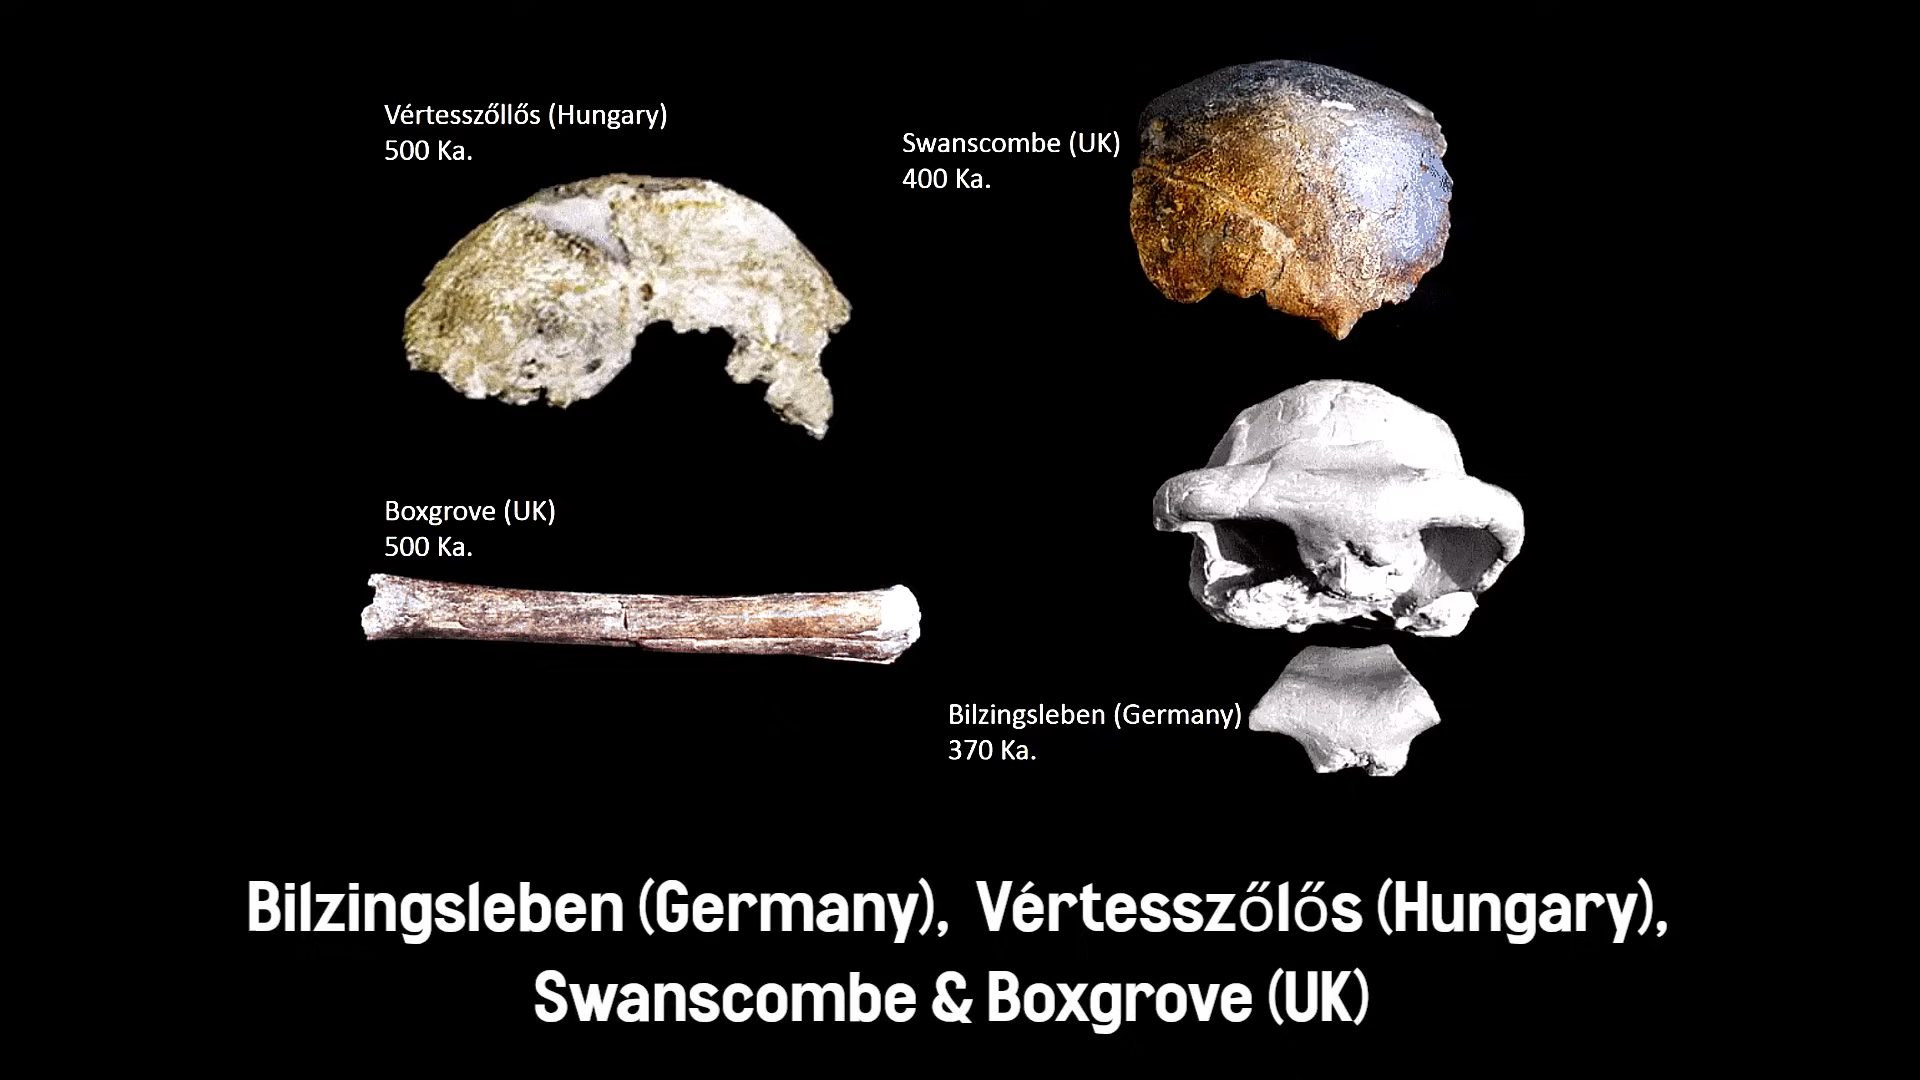 Vértesszőllős (Hungary)
500 Ka.
Swanscombe (UK)
400 Ka.
Boxgrove (UK)
500 Ka.
Bilzingsleben (Germany)
370 Ka.
Bilzingsleben (Germany), Vértesszőlős (Hungary),
Swanscombe & Boxgrove (UK)